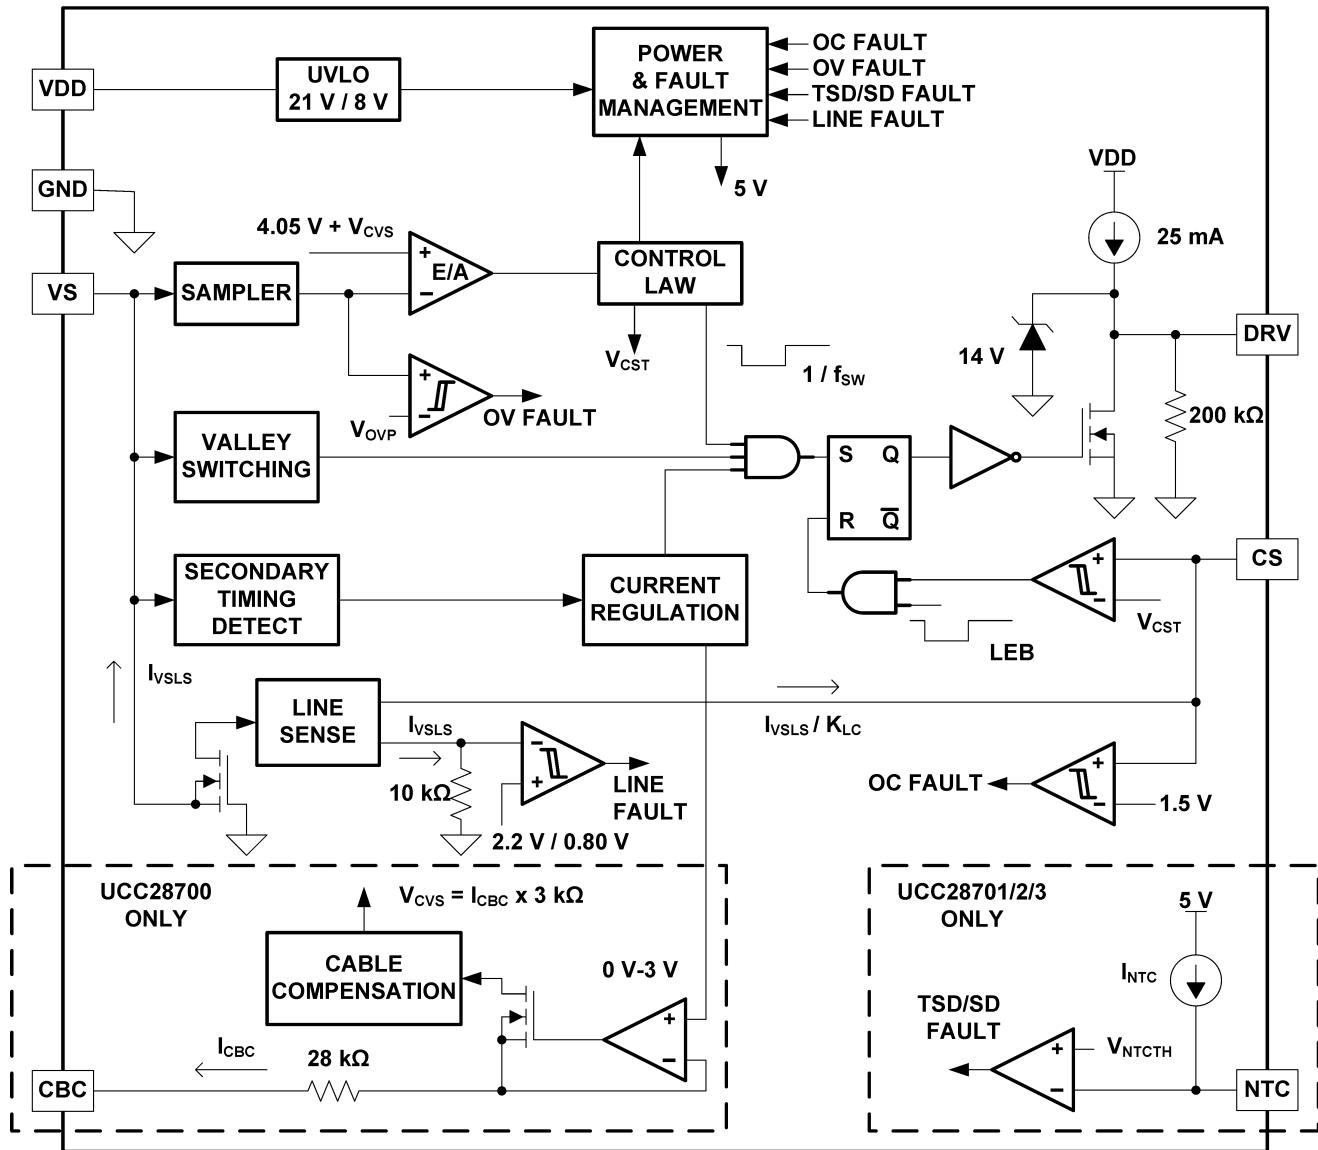 VDD
UVLO
21 V / 8 V
POWER
& FAULT
MANAGEMENT
OC FAULT
OV FAULT
TSD/SD FAULT
LINE FAULT
5 V
GND
VDD
25 mA
4.05 V + VCVS
+
E/A
−
CONTROL
LAW
VS
SAMPLER
VCST
1 / fSW
14 V
DRV
200 kΩ
+
−
VOVP
OV FAULT
VALLEY
SWITCHING
S Q
R Q̅
SECONDARY
TIMING
DETECT
CURRENT
REGULATION
+
−
VCST
CS
LEB
IVSLS
LINE
SENSE
IVSLS
10 kΩ
−
+
2.2 V / 0.80 V
LINE
FAULT
IVSLS / KLC
OC FAULT
+
−
1.5 V
UCC28700
ONLY
VCVS = ICBC x 3 kΩ
CABLE
COMPENSATION
0 V-3 V
+
−
ICBC
28 kΩ
CBC
UCC28701/2/3
ONLY
5 V
INTC
TSD/SD
FAULT
+
−
VNTCTH
NTC